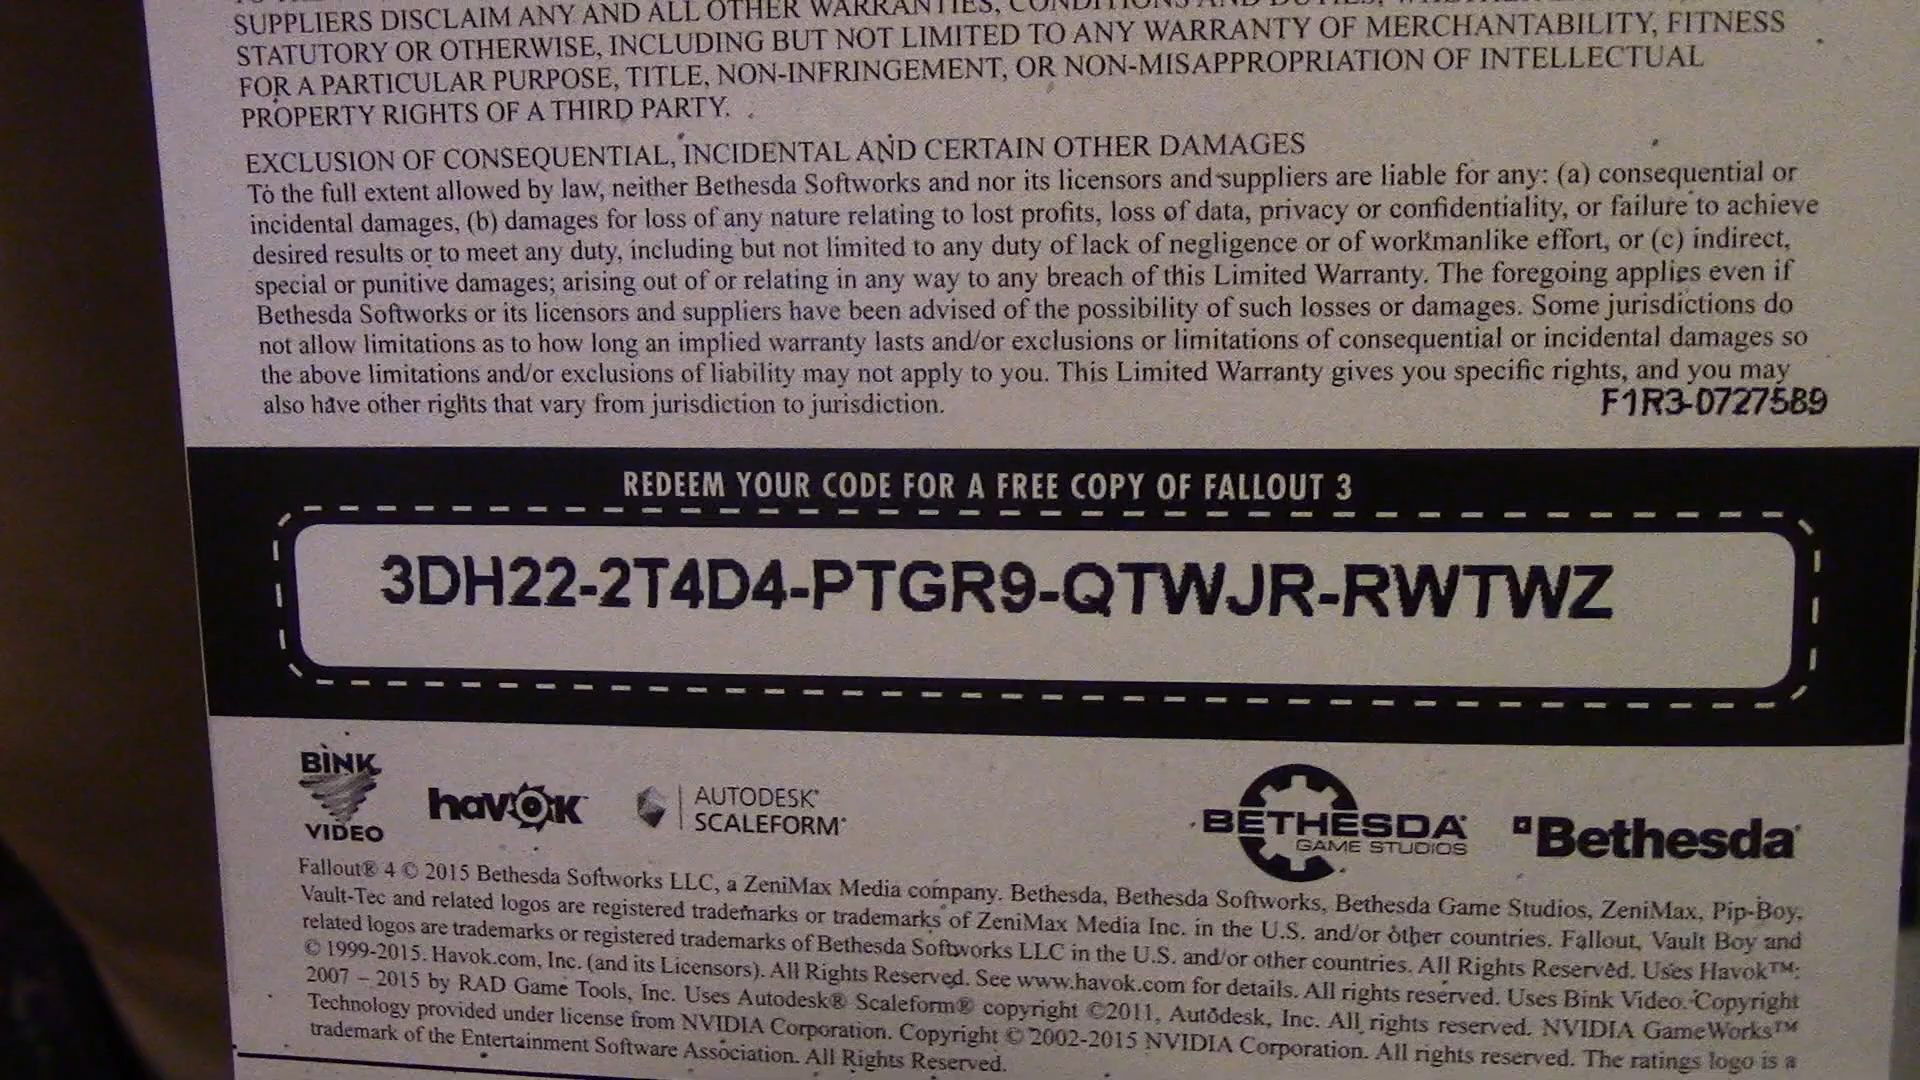 SUPPLIERS DISCLAIM ANY AND ALL OTHER WARRANTIES, CONDITIONS AND DUTIES,
STATUTORY OR OTHERWISE, INCLUDING BUT NOT LIMITED TO ANY WARRANTY OF MERCHANTABILITY, FITNESS
FOR A PARTICULAR PURPOSE, TITLE, NON-INFRINGEMENT, OR NON-MISAPPROPRIATION OF INTELLECTUAL
PROPERTY RIGHTS OF A THIRD PARTY.
EXCLUSION OF CONSEQUENTIAL, INCIDENTAL AND CERTAIN OTHER DAMAGES
To the full extent allowed by law, neither Bethesda Softworks and nor its licensors and suppliers are liable for any: (a) consequential or
incidental damages, (b) damages for loss of any nature relating to lost profits, loss of data, privacy or confidentiality, or failure to achieve
desired results or to meet any duty, including but not limited to any duty of lack of negligence or of workmanlike effort, or (c) indirect,
special or punitive damages; arising out of or relating in any way to any breach of this Limited Warranty. The foregoing applies even if
Bethesda Softworks or its licensors and suppliers have been advised of the possibility of such losses or damages. Some jurisdictions do
not allow limitations as to how long an implied warranty lasts and/or exclusions or limitations of consequential or incidental damages so
the above limitations and/or exclusions of liability may not apply to you. This Limited Warranty gives you specific rights, and you may
also have other rights that vary from jurisdiction to jurisdiction.
F1R3-0727589
REDEEM YOUR CODE FOR A FREE COPY OF FALLOUT 3
3DH22-2T4D4-PTGR9-QTWJR-RWTWZ
BINK
VIDEO
havok
AUTODESK®
SCALEFORM®
BETHESDA
GAME STUDIOS
Bethesda
Fallout® 4 © 2015 Bethesda Softworks LLC, a ZeniMax Media company. Bethesda, Bethesda Softworks, Bethesda Game Studios, ZeniMax, Pip-Boy,
Vault-Tec and related logos are registered trademarks or trademarks of ZeniMax Media Inc. in the U.S. and/or other countries. Fallout, Vault Boy and
related logos are trademarks or registered trademarks of Bethesda Softworks LLC in the U.S. and/or other countries. All Rights Reserved. Uses Havok™:
© 1999-2015. Havok.com, Inc. (and its Licensors). All Rights Reserved. See www.havok.com for details. All rights reserved. Uses Bink Video. Copyright
2007 – 2015 by RAD Game Tools, Inc. Uses Autodesk® Scaleform® copyright ©2011, Autodesk, Inc. All rights reserved. NVIDIA GameWorks™
Technology provided under license from NVIDIA Corporation. Copyright © 2002-2015 NVIDIA Corporation. All rights reserved. The ratings logo is a
trademark of the Entertainment Software Association. All Rights Reserved.